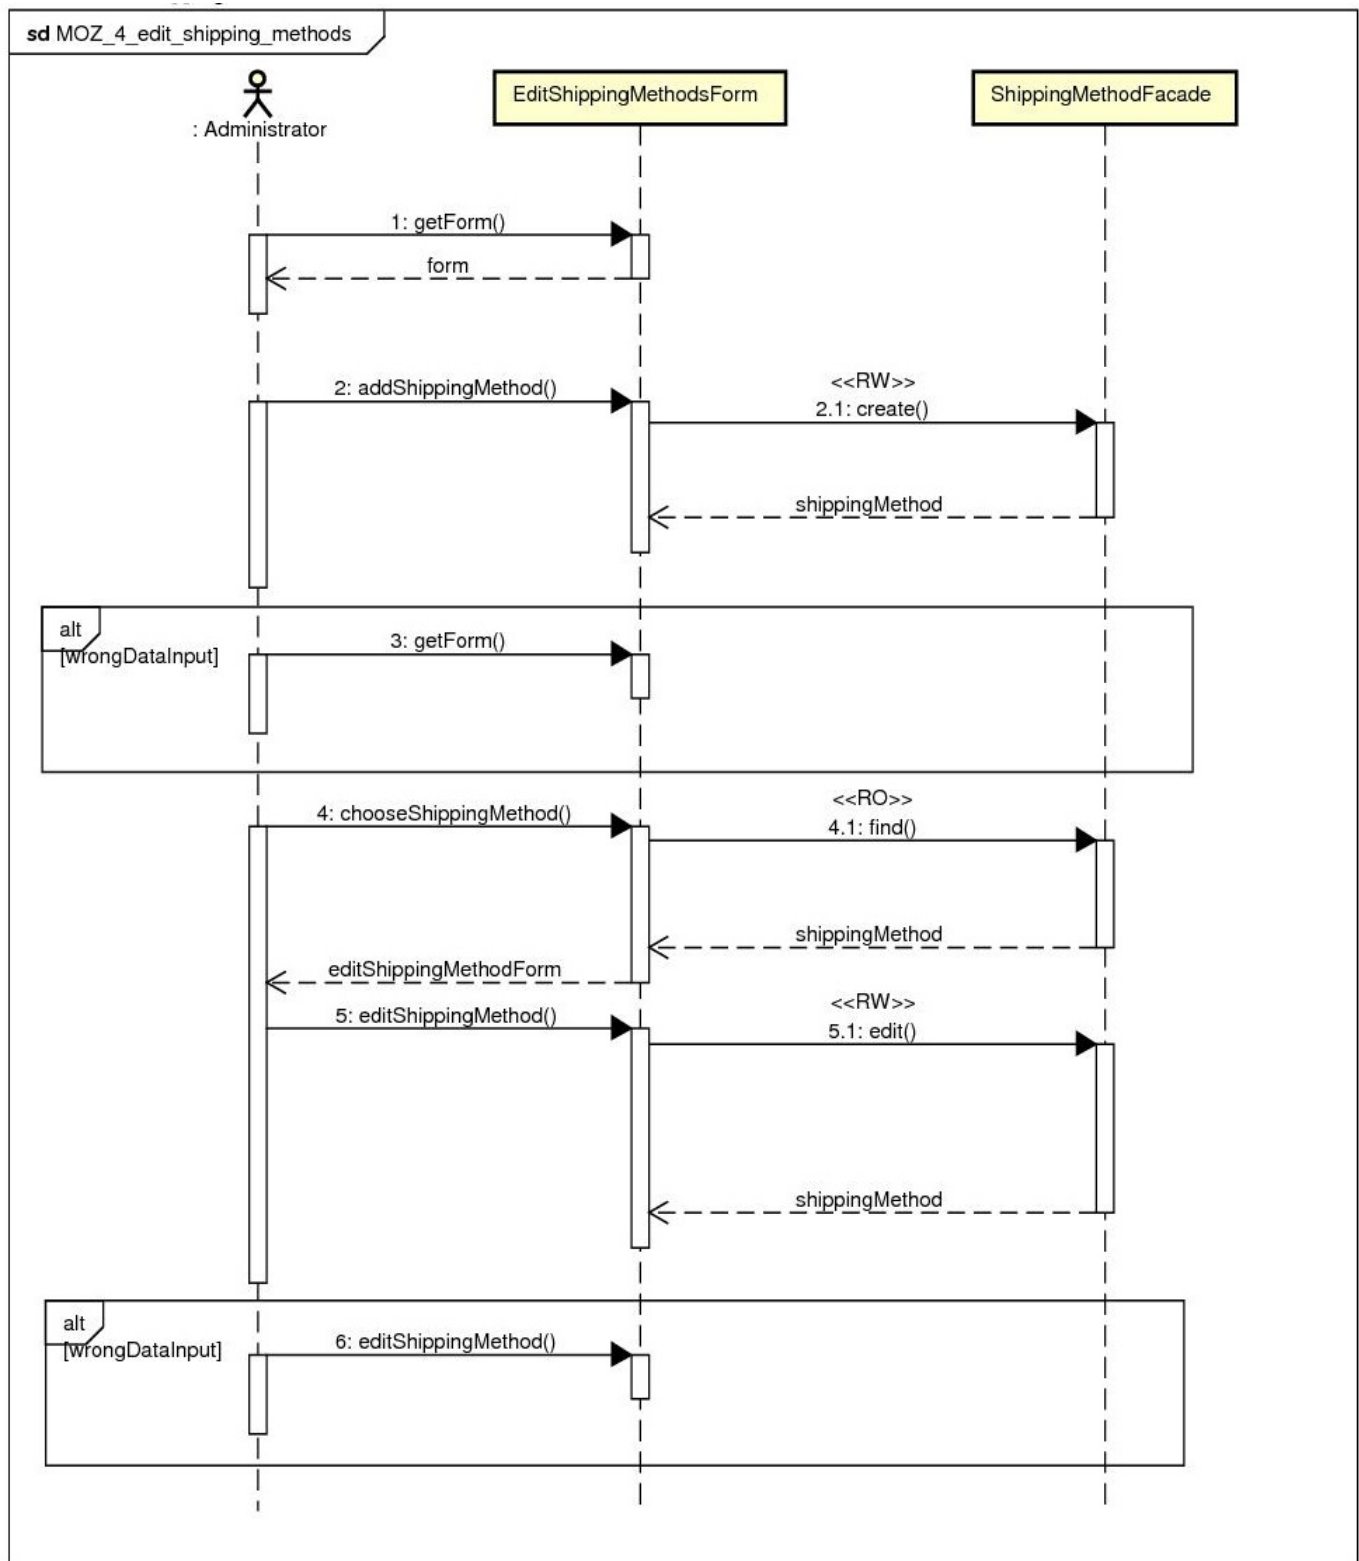 sd MOZ_4_edit_shipping_methods
EditShippingMethodsForm
ShippingMethodFacade
: Administrator
1: getForm()
form
<<RW>>
2: addShippingMethod()
2.1: create()
shippingMethod
alt
3: getForm()
[wrongDataInput]
<<RO>>
4: chooseShippingMethod()
4.1: find()
shippingMethod
editShippingMethodForm
<<RW>>
5: editShippingMethod()
5.1: edit()
shippingMethod
alt
6: editShippingMethod()
[wrongDataInput]